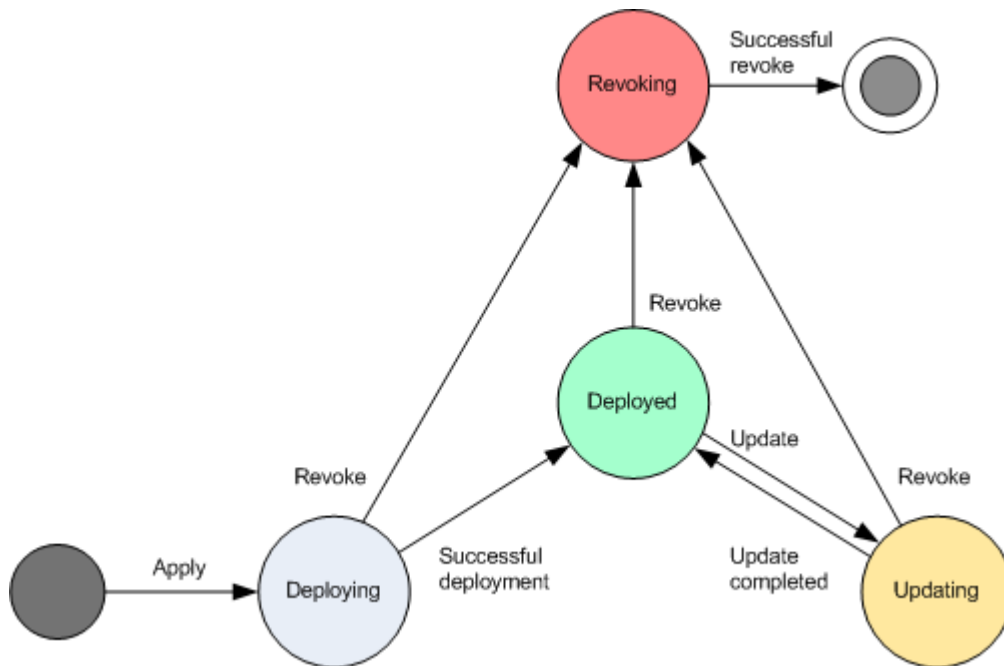 Successful
revoke
Revoking
Revoke
Deployed
Update
Revoke
Revoke
Successful
deployment
Update
completed
Apply
Deploying
Updating